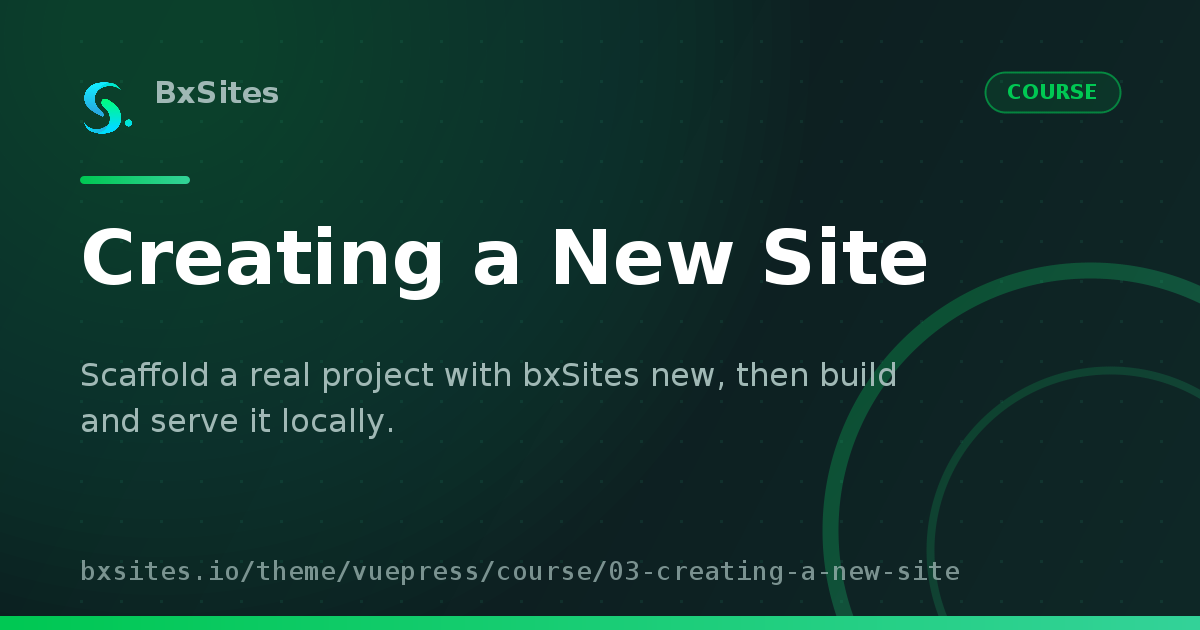 BxSites
COURSE
Creating a New Site
Scaffold a real project with bxSites new, then build
and serve it locally.
bxsites.io/theme/vuepress/course/03-creating-a-new-site